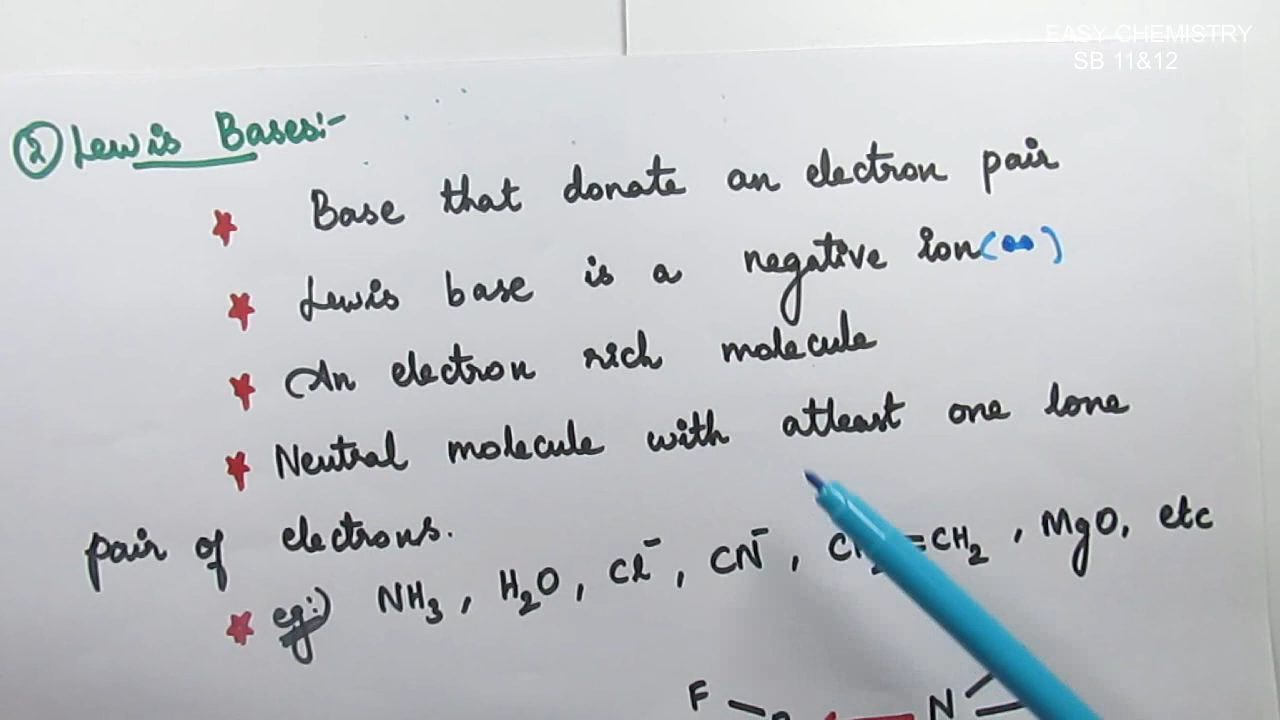 EASY CHEMISTRY
SB 11&12
② Lewis Bases:-
★ Base that donate an electron pair
★ Lewis base is a negative ion (or)
★ An electron rich molecule
★ Neutral molecule with atleast one lone
pair of electrons.
★ eg:) NH₃, H₂O, Cl⁻, CN⁻, CH₂=CH₂, MgO, etc
F N